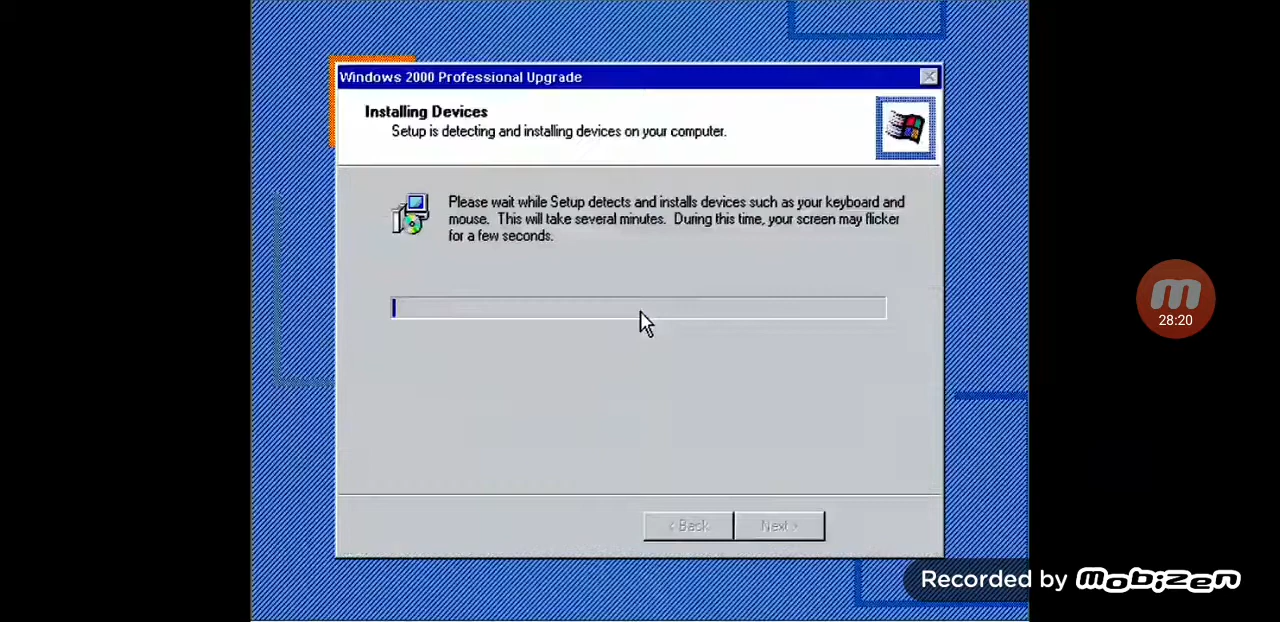 Windows 2000 Professional Upgrade
Installing Devices
Setup is detecting and installing devices on your computer.
Please wait while Setup detects and installs devices such as your keyboard and
mouse. This will take several minutes. During this time, your screen may flicker
for a few seconds.
28:20
< Back
Next >
Recorded by mobizen